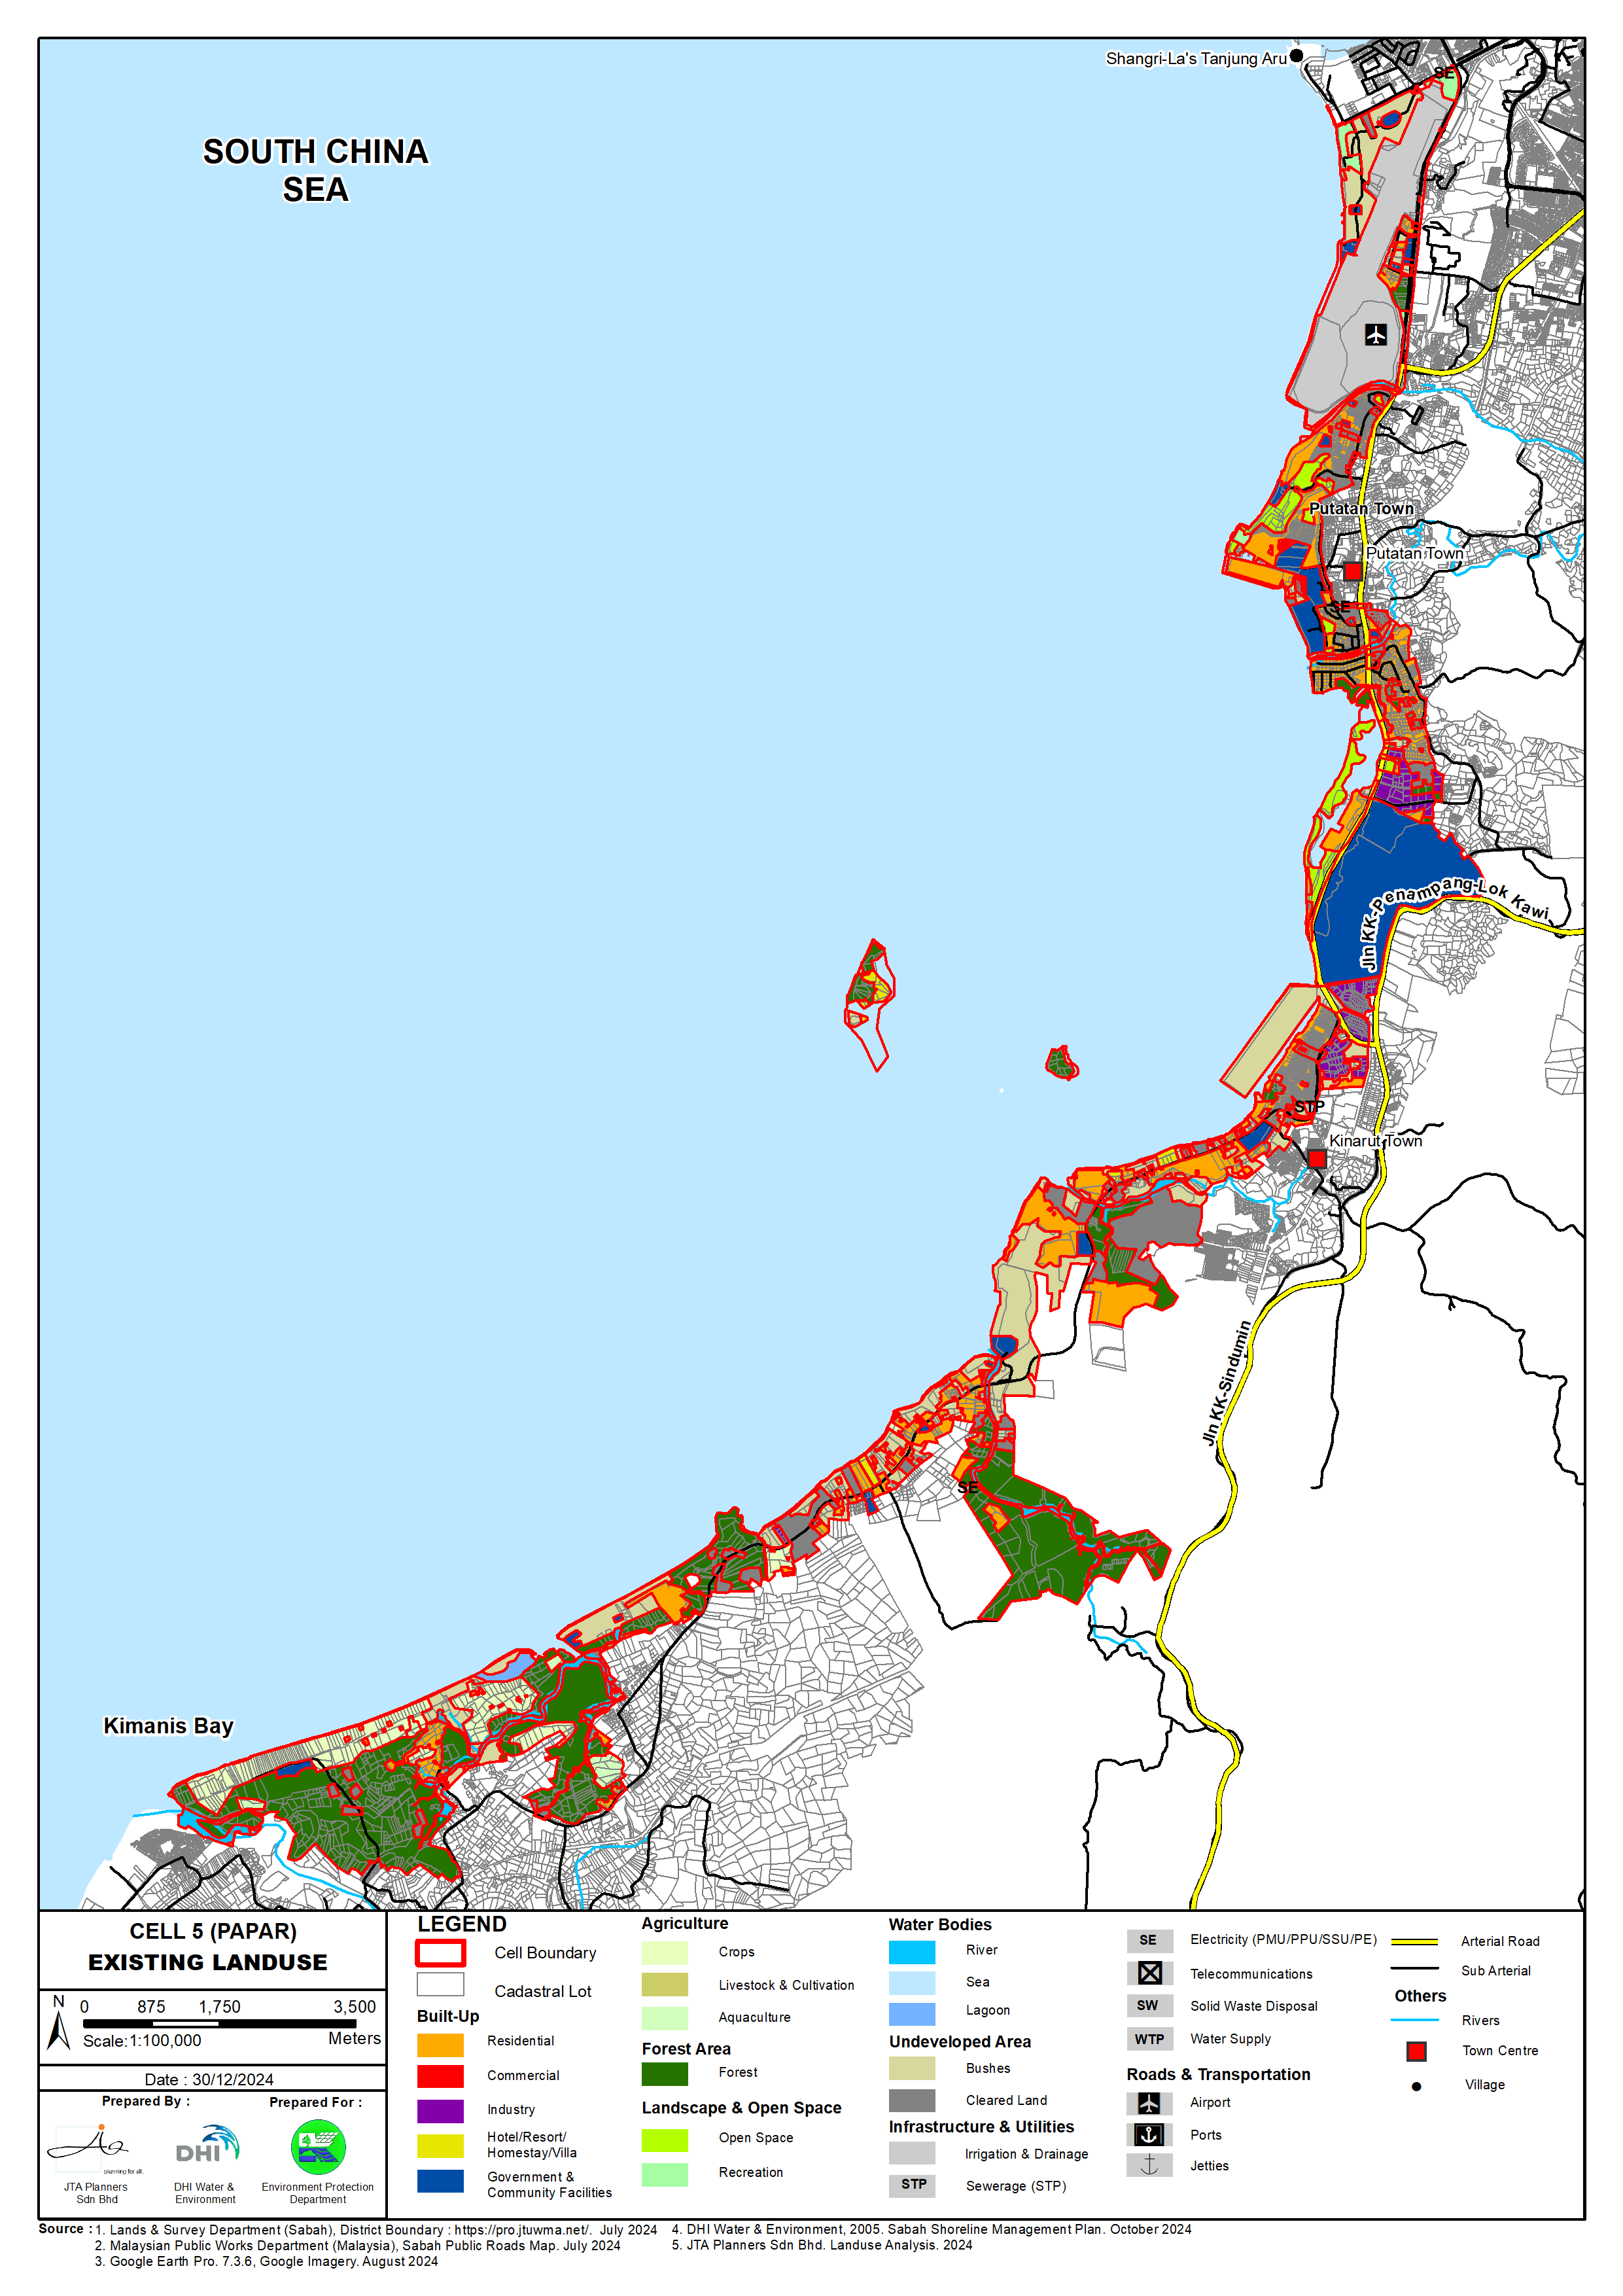 Shangri-La's Tanjung Aru
SE
SOUTH CHINA
SEA
Putatan Town
Putatan Town
SE
Jln KK-Penampang-Lok Kawi
STP
Kinarut Town
Jln KK-Sindumin
SE
Kimanis Bay
CELL 5 (PAPAR)
EXISTING LANDUSE
N
0 875 1,750 3,500
Scale:1:100,000 Meters
Date : 30/12/2024
Prepared By :
Prepared For :
planning for all.
DHI
JTA Planners
Sdn Bhd
DHI Water &
Environment
Environment Protection
Department
LEGEND
Cell Boundary
Cadastral Lot
Built-Up
Residential
Commercial
Industry
Hotel/Resort/
Homestay/Villa
Government &
Community Facilities
Agriculture
Crops
Livestock & Cultivation
Aquaculture
Forest Area
Forest
Landscape & Open Space
Open Space
Recreation
Water Bodies
River
Sea
Lagoon
Undeveloped Area
Bushes
Cleared Land
Infrastructure & Utilities
Irrigation & Drainage
STP Sewerage (STP)
SE Electricity (PMU/PPU/SSU/PE)
Telecommunications
SW Solid Waste Disposal
WTP Water Supply
Roads & Transportation
Airport
Ports
Jetties
Arterial Road
Sub Arterial
Others
Rivers
Town Centre
Village
Source : 1. Lands & Survey Department (Sabah), District Boundary : https://pro.jtuwma.net/. July 2024
2. Malaysian Public Works Department (Malaysia), Sabah Public Roads Map. July 2024
3. Google Earth Pro. 7.3.6, Google Imagery. August 2024
4. DHI Water & Environment, 2005. Sabah Shoreline Management Plan. October 2024
5. JTA Planners Sdn Bhd. Landuse Analysis. 2024